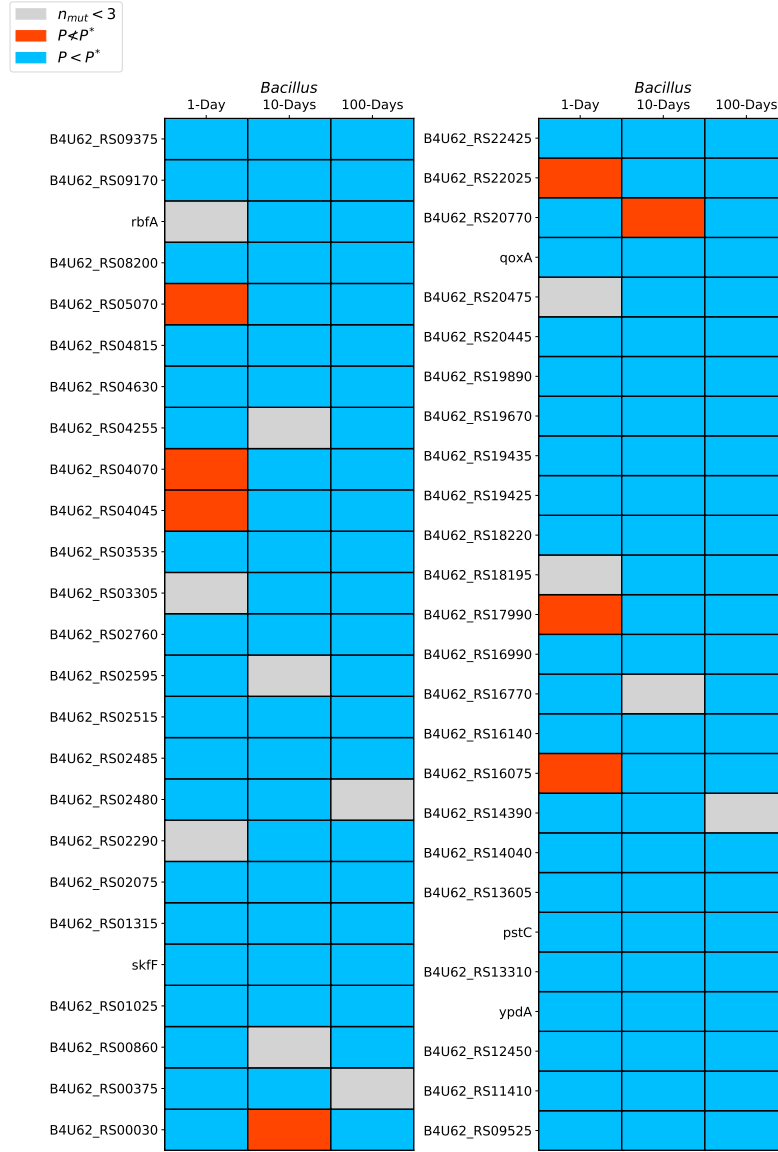 n_mut < 3
P ≮ P*
P < P*
Bacillus
1-Day 10-Days 100-Days
B4U62_RS09375
B4U62_RS09170
rbfA
B4U62_RS08200
B4U62_RS05070
B4U62_RS04815
B4U62_RS04630
B4U62_RS04255
B4U62_RS04070
B4U62_RS04045
B4U62_RS03535
B4U62_RS03305
B4U62_RS02760
B4U62_RS02595
B4U62_RS02515
B4U62_RS02485
B4U62_RS02480
B4U62_RS02290
B4U62_RS02075
B4U62_RS01315
skfF
B4U62_RS01025
B4U62_RS00860
B4U62_RS00375
B4U62_RS00030
Bacillus
1-Day 10-Days 100-Days
B4U62_RS22425
B4U62_RS22025
B4U62_RS20770
qoxA
B4U62_RS20475
B4U62_RS20445
B4U62_RS19890
B4U62_RS19670
B4U62_RS19435
B4U62_RS19425
B4U62_RS18220
B4U62_RS18195
B4U62_RS17990
B4U62_RS16990
B4U62_RS16770
B4U62_RS16140
B4U62_RS16075
B4U62_RS14390
B4U62_RS14040
B4U62_RS13605
pstC
B4U62_RS13310
ypdA
B4U62_RS12450
B4U62_RS11410
B4U62_RS09525